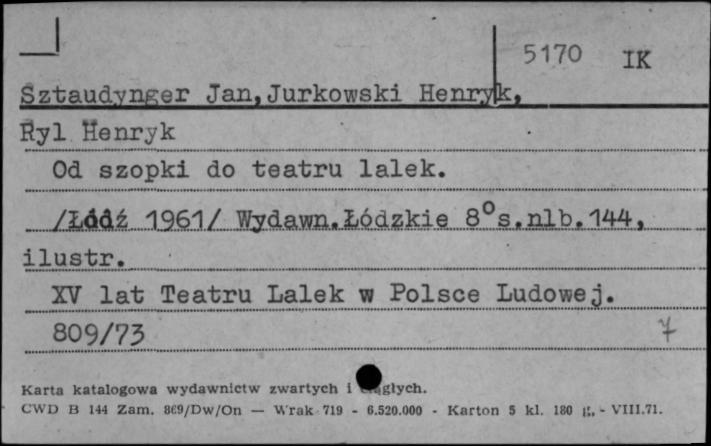 5170 IK
Sztaudynger Jan, Jurkowski Henryk,
Ryl Henryk
Od szopki do teatru lalek.
/Łódź 1961/ Wydawn.Łódzkie 8°s.nlb.144,
ilustr.
XV lat Teatru Lalek w Polsce Ludowej.
809/73 7
Karta katalogowa wydawnictw zwartych i
CWD B 144 Zam. 869/Dw/On — Wrak 719 - 6.520.000 - Karton 5 kl. 180 g. - VIII.71.